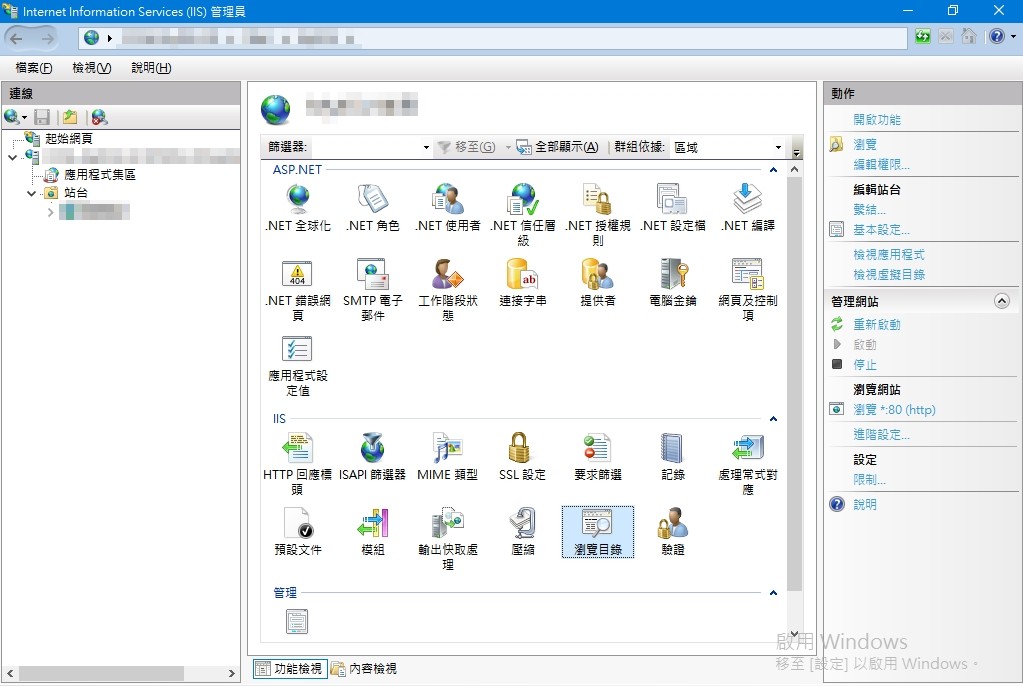 Internet Information Services (IIS) 管理員
檔案(F) 檢視(V) 說明(H)
連線
起始網頁
應用程式集區
站台
篩選器: 移至(G) 全部顯示(A) 群組依據: 區域
ASP.NET
.NET 全球化 .NET 角色 .NET 使用者 .NET 信任層級 .NET 授權規則 .NET 設定檔 .NET 編譯
404
ab
.NET 錯誤網頁 SMTP 電子郵件 工作階段狀態 連接字串 提供者 電腦金鑰 網頁及控制項
應用程式設定值
IIS
HTTP 回應標頭 ISAPI 篩選器 MIME 類型 SSL 設定 要求篩選 記錄 處理常式對應
預設文件 模組 輸出快取處理 壓縮 瀏覽目錄 驗證
管理
功能檢視 內容檢視
動作
開啟功能
瀏覽
編輯權限...
編輯站台
繫結...
基本設定...
檢視應用程式
檢視虛擬目錄
管理網站
重新啟動
啟動
停止
瀏覽網站
瀏覽 *:80 (http)
進階設定...
設定
限制...
說明
啟用 Windows
移至 [設定] 以啟用 Windows。